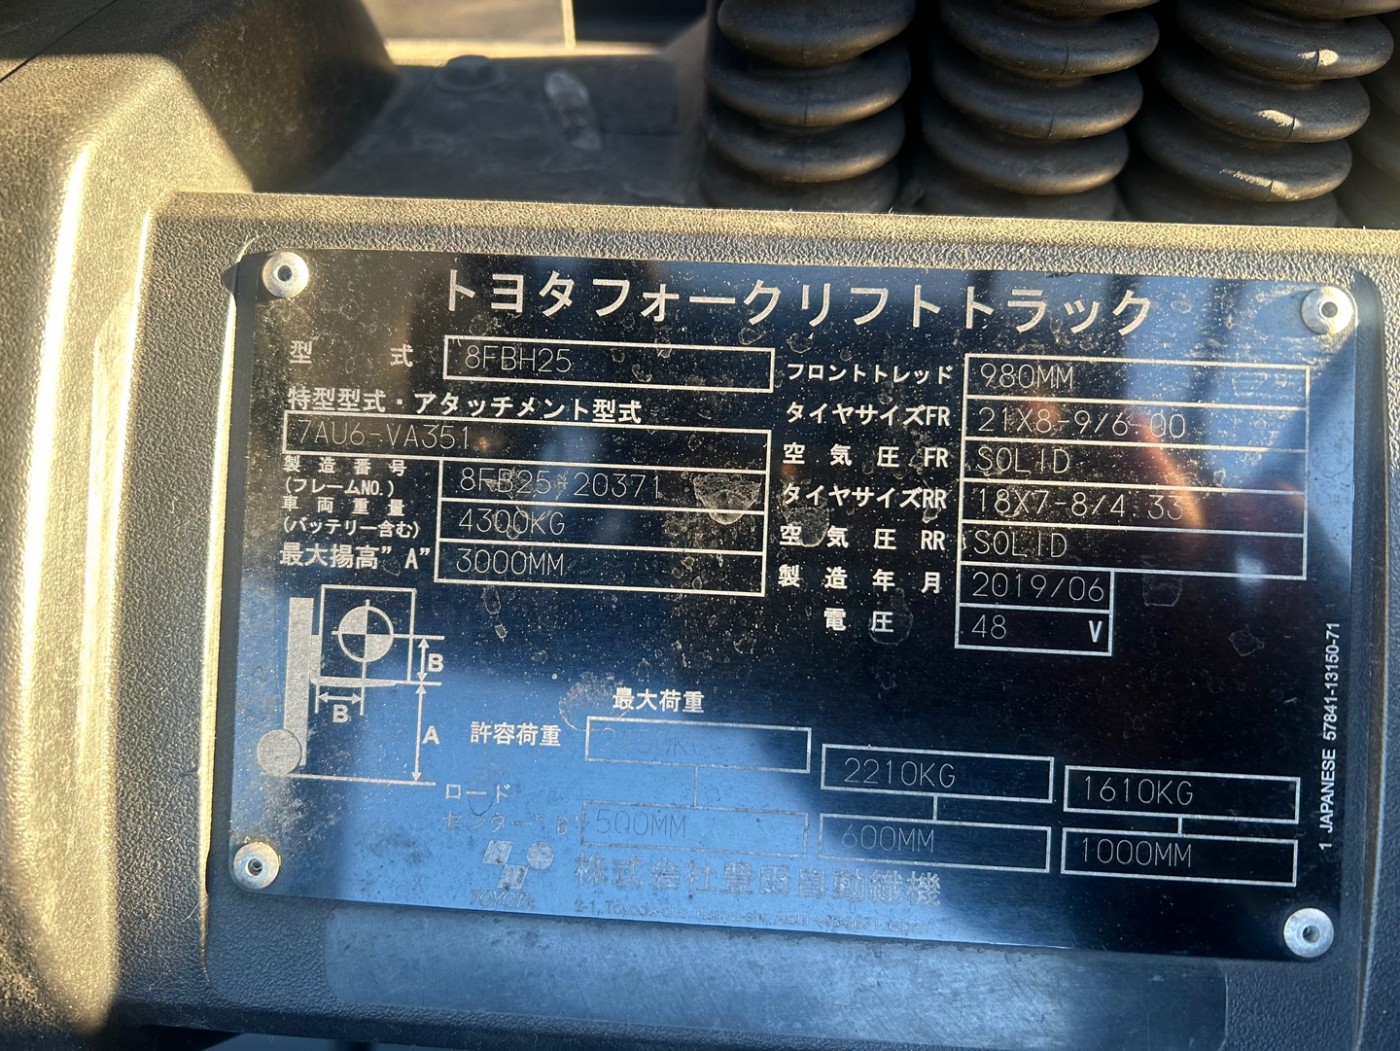 トヨタフォークリフトトラック
型式 8FBH25
特型型式・アタッチメント型式
7AU6-VA351
製造番号 (フレームNO.) 8FB25-20371
車両重量 (バッテリー含む) 4300KG
最大揚高"A" 3000MM
フロントトレッド 980MM
タイヤサイズFR 21X8-9/6-00
空気圧FR SOLID
タイヤサイズRR 18X7-8/4.33
空気圧RR SOLID
製造年月 2019/06
電圧 48 V
B
B
A
最大荷重
許容荷重 2210KG 1610KG
ロードセンター"B" 500MM 600MM 1000MM
TOYOTA
株式会社豊田自動織機
1 JAPANESE 57841-13150-71